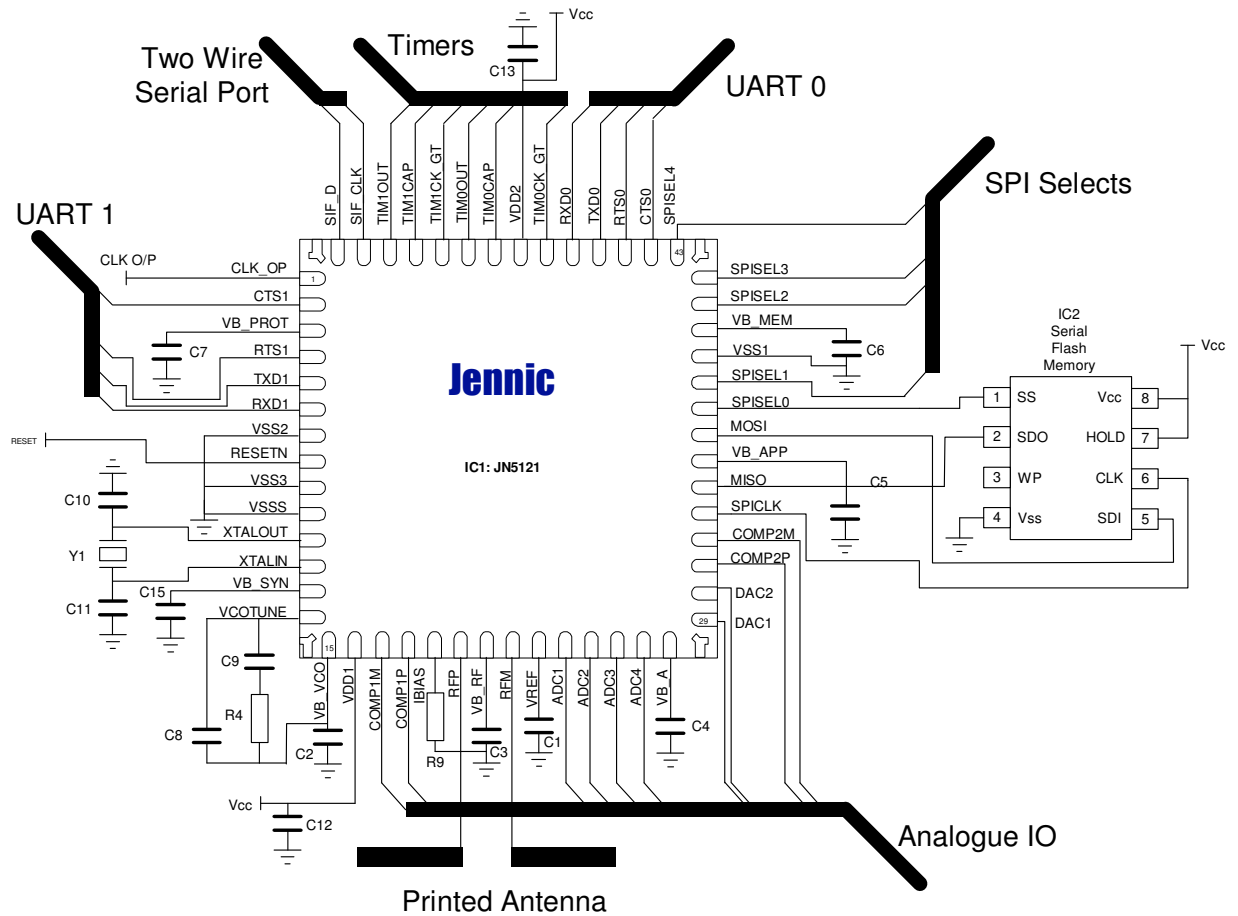 Vcc
Two Wire
Serial Port
Timers
C13
UART 0
SIF_D
SIF_CLK
TIM1OUT
TIM1CAP
TIM1CK_GT
TIM0OUT
TIM0CAP
VDD2
TIM0CK_GT
RXD0
TXD0
RTS0
CTS0
SPISEL4
SPI Selects
UART 1
CLK O/P
43
CLK_OP
1
CTS1
VB_PROT
C7
RTS1
TXD1
RXD1
VSS2
RESET
RESETN
VSS3
C10
VSSS
XTALOUT
Y1
XTALIN
VB_SYN
C15
C11
VCOTUNE
Jennic
IC1: JN5121
SPISEL3
SPISEL2
VB_MEM
C6
VSS1
SPISEL1
SPISEL0
MOSI
VB_APP
MISO
C5
SPICLK
COMP2M
COMP2P
DAC2
29
DAC1
IC2
Serial
Flash
Memory
Vcc
1 SS Vcc 8
2 SDO HOLD 7
3 WP CLK 6
4 Vss SDI 5
15
C9
R4
C8
VB_VCO
VDD1
COMP1M
COMP1P
IBIAS
RFP
VB_RF
RFM
VREF
ADC1
ADC2
ADC3
ADC4
VB_A
C2
R9
C3
C1
C4
Vcc
C12
Analogue IO
Printed Antenna